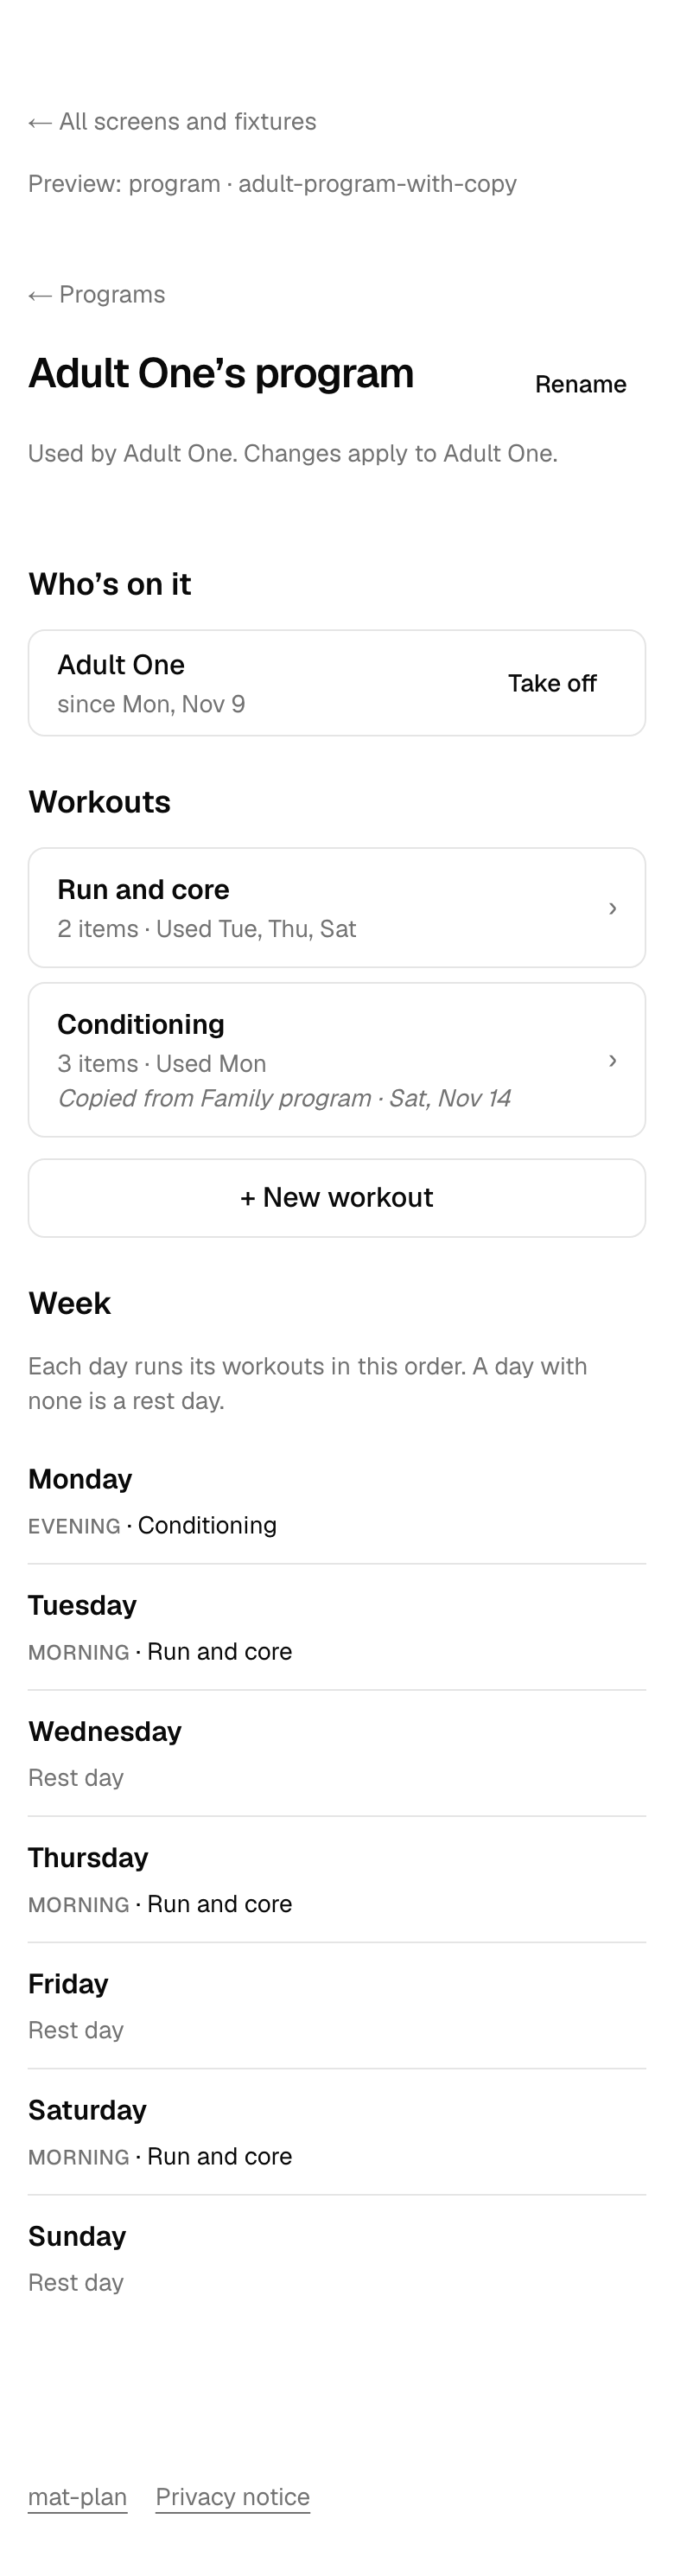 ← All screens and fixtures
Preview: program · adult-program-with-copy
← Programs
Adult One’s program
Rename
Used by Adult One. Changes apply to Adult One.
Who’s on it
Adult One
since Mon, Nov 9
Take off
Workouts
Run and core
2 items · Used Tue, Thu, Sat
›
Conditioning
3 items · Used Mon
Copied from Family program · Sat, Nov 14
›
+ New workout
Week
Each day runs its workouts in this order. A day with
none is a rest day.
Monday
EVENING · Conditioning
Tuesday
MORNING · Run and core
Wednesday
Rest day
Thursday
MORNING · Run and core
Friday
Rest day
Saturday
MORNING · Run and core
Sunday
Rest day
mat-plan Privacy notice